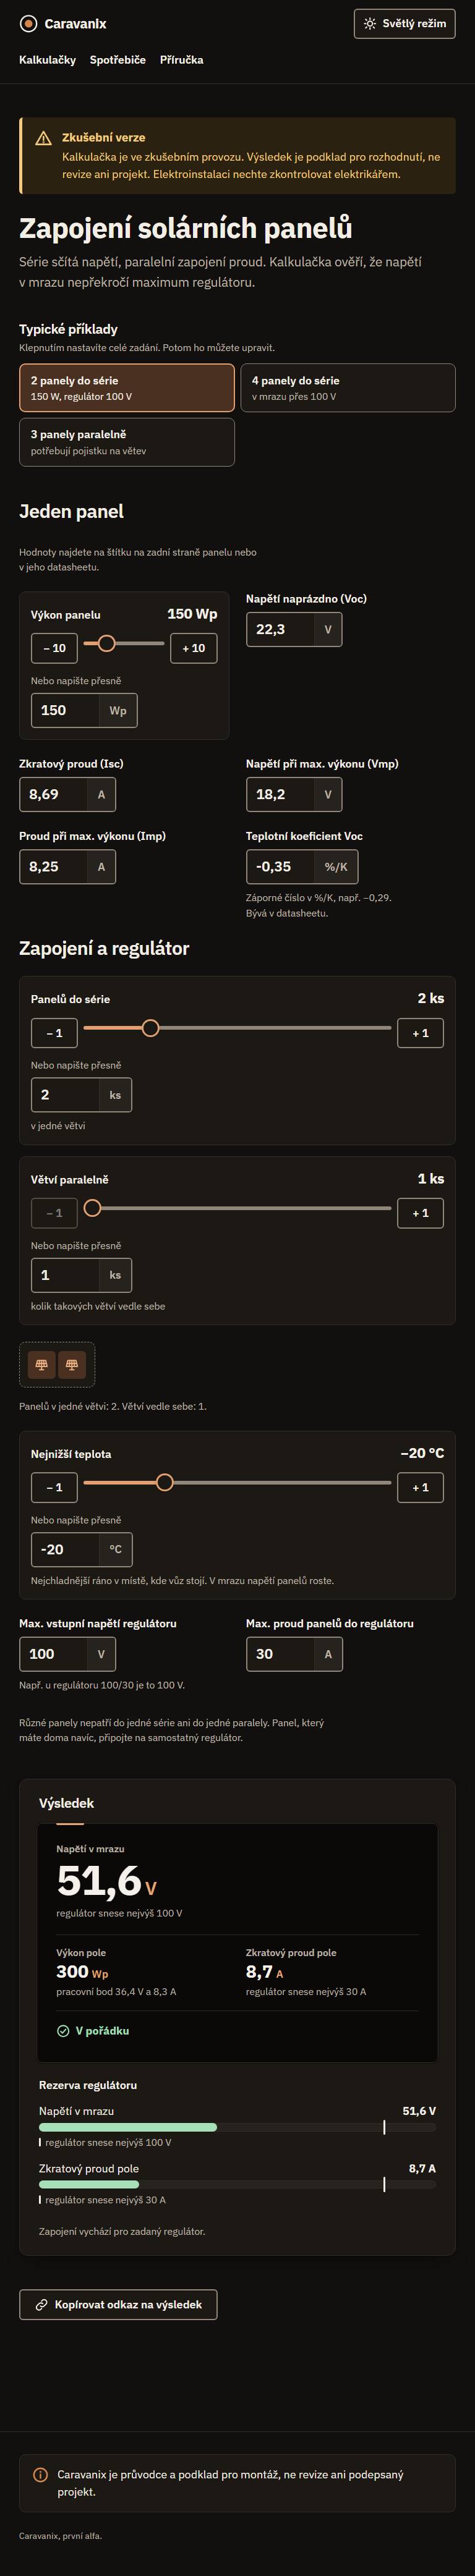 Caravanix
Světlý režim
Kalkulačky Spotřebiče Příručka
Zkušební verze
Kalkulačka je ve zkušebním provozu. Výsledek je podklad pro rozhodnutí, ne
revize ani projekt. Elektroinstalaci nechte zkontrolovat elektrikářem.
Zapojení solárních panelů
Série sčítá napětí, paralelní zapojení proud. Kalkulačka ověří, že napětí
v mrazu nepřekročí maximum regulátoru.
Typické příklady
Klepnutím nastavíte celé zadání. Potom ho můžete upravit.
2 panely do série
150 W, regulátor 100 V
4 panely do série
v mrazu přes 100 V
3 panely paralelně
potřebují pojistku na větev
Jeden panel
Hodnoty najdete na štítku na zadní straně panelu nebo
v jeho datasheetu.
Výkon panelu 150 Wp
− 10 + 10
Nebo napište přesně
150 Wp
Napětí naprázdno (Voc)
22,3 V
Zkratový proud (Isc)
8,69 A
Napětí při max. výkonu (Vmp)
18,2 V
Proud při max. výkonu (Imp)
8,25 A
Teplotní koeficient Voc
-0,35 %/K
Záporné číslo v %/K, např. −0,29.
Bývá v datasheetu.
Zapojení a regulátor
Panelů do série 2 ks
− 1 + 1
Nebo napište přesně
2 ks
v jedné větvi
Větví paralelně 1 ks
− 1 + 1
Nebo napište přesně
1 ks
kolik takových větví vedle sebe
Panelů v jedné větvi: 2. Větví vedle sebe: 1.
Nejnižší teplota −20 °C
− 1 + 1
Nebo napište přesně
-20 °C
Nejchladnější ráno v místě, kde vůz stojí. V mrazu napětí panelů roste.
Max. vstupní napětí regulátoru
100 V
Např. u regulátoru 100/30 je to 100 V.
Max. proud panelů do regulátoru
30 A
Různé panely nepatří do jedné série ani do jedné paralely. Panel, který
máte doma navíc, připojte na samostatný regulátor.
Výsledek
Napětí v mrazu
51,6 V
regulátor snese nejvýš 100 V
Výkon pole
300 Wp
pracovní bod 36,4 V a 8,3 A
Zkratový proud pole
8,7 A
regulátor snese nejvýš 30 A
V pořádku
Rezerva regulátoru
Napětí v mrazu 51,6 V
regulátor snese nejvýš 100 V
Zkratový proud pole 8,7 A
regulátor snese nejvýš 30 A
Zapojení vychází pro zadaný regulátor.
Kopírovat odkaz na výsledek
Caravanix je průvodce a podklad pro montáž, ne revize ani podepsaný
projekt.
Caravanix, první alfa.